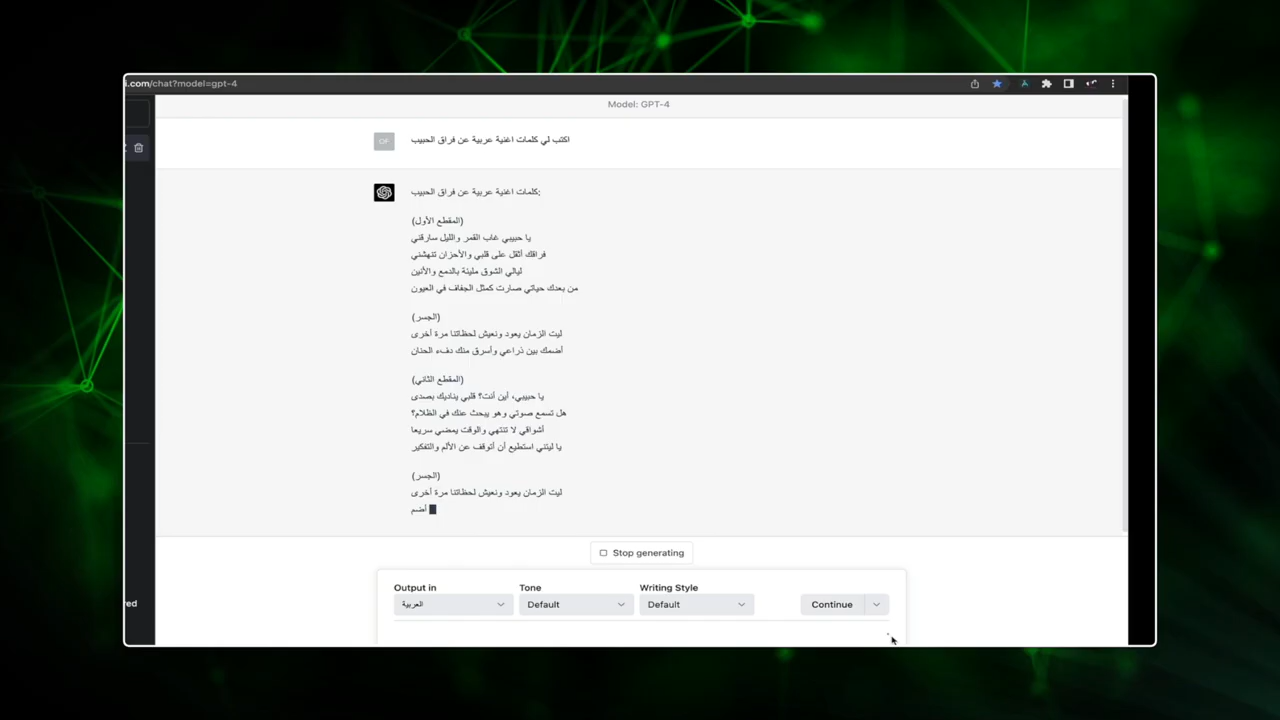 i.com/chat?model=gpt-4
Model: GPT-4
OF
اكتب لي كلمات اغنية عربية عن فراق الحبيب
كلمات اغنية عربية عن فراق الحبيب:
(المقطع الأول)
يا حبيبي غاب القمر والليل سارقني
فراقك أثقل على قلبي والأحزان تنهشني
ليالي الشوق مليئة بالدمع والأنين
من بعدك حياتي صارت كمثل الجفاف في العيون
(الجسر)
ليت الزمان يعود ونعيش لحظاتنا مرة أخرى
أضمك بين ذراعي وأسرق منك دفء الحنان
(المقطع الثاني)
يا حبيبي، أين أنت؟ قلبي يناديك بصدى
هل تسمع صوتي وهو يبحث عنك في الظلام؟
أشواقي لا تنتهي والوقت يمضي سريعا
يا ليتني استطيع أن أتوقف عن الألم والتفكير
(الجسر)
ليت الزمان يعود ونعيش لحظاتنا مرة أخرى
أضم
Stop generating
Output in Tone Writing Style
العربية Default Default Continue
red